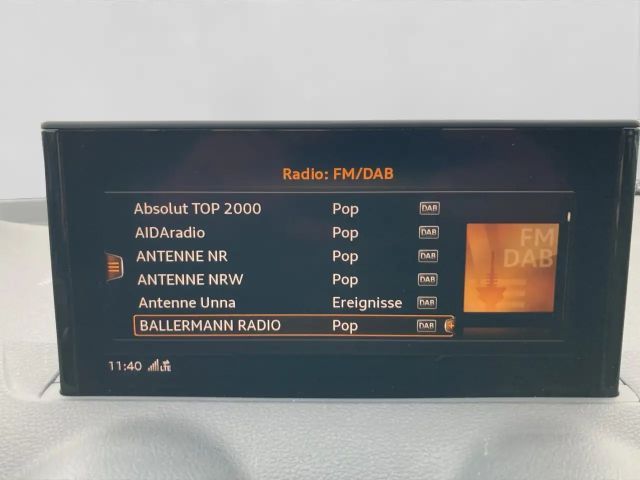 Radio: FM/DAB
Absolut TOP 2000 Pop DAB
AIDAradio Pop DAB
ANTENNE NR Pop DAB
ANTENNE NRW Pop DAB
Antenne Unna Ereignisse DAB
BALLERMANN RADIO Pop DAB
FM
DAB
11:40 LTE